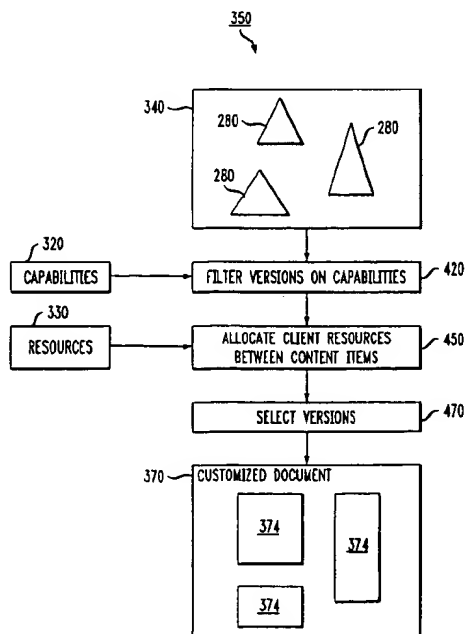 350
340
280
280
280
320
CAPABILITIES
FILTER VERSIONS ON CAPABILITIES
420
330
RESOURCES
ALLOCATE CLIENT RESOURCES
BETWEEN CONTENT ITEMS
450
SELECT VERSIONS
470
370
CUSTOMIZED DOCUMENT
374
374
374